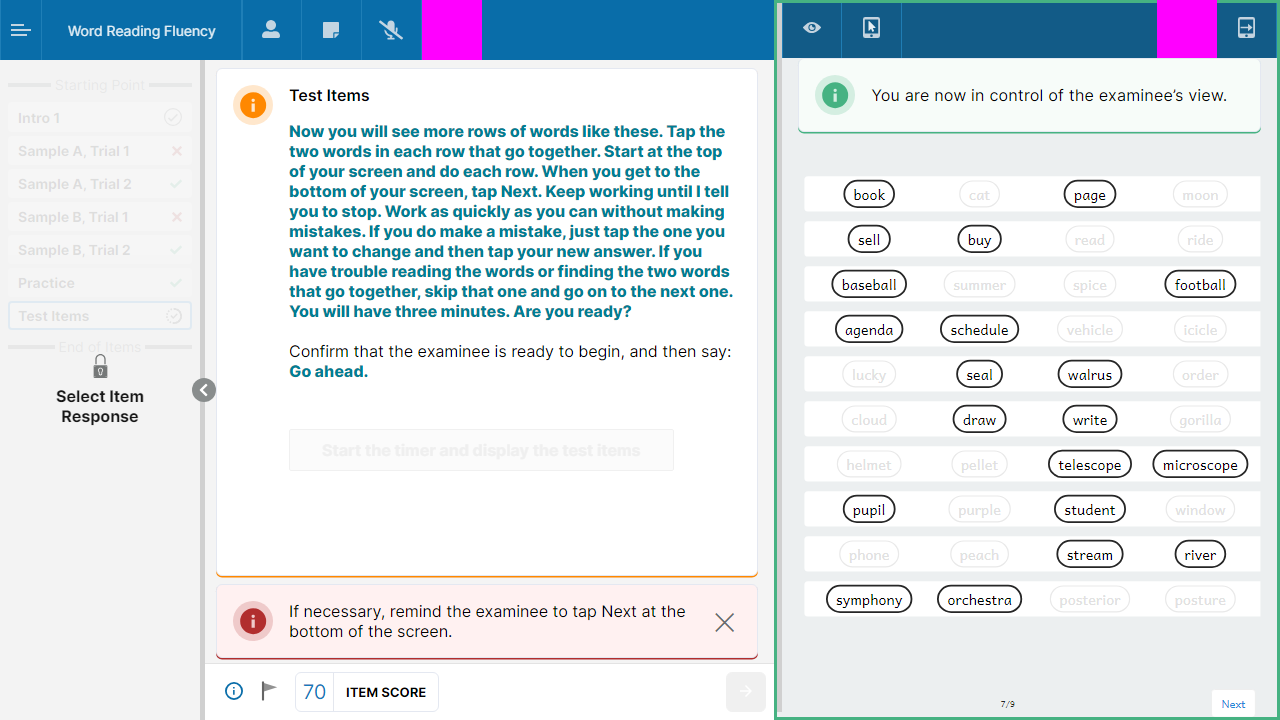 Word Reading Fluency
Starting Point
Intro 1
Sample A, Trial 1
Sample A, Trial 2
Sample B, Trial 1
Sample B, Trial 2
Practice
Test Items
End of Items
Select Item
Response
Test Items
Now you will see more rows of words like these. Tap the
two words in each row that go together. Start at the top
of your screen and do each row. When you get to the
bottom of your screen, tap Next. Keep working until I tell
you to stop. Work as quickly as you can without making
mistakes. If you do make a mistake, just tap the one you
want to change and then tap your new answer. If you
have trouble reading the words or finding the two words
that go together, skip that one and go on to the next one.
You will have three minutes. Are you ready?
Confirm that the examinee is ready to begin, and then say:
Go ahead.
Start the timer and display the test items
If necessary, remind the examinee to tap Next at the
bottom of the screen.
70 ITEM SCORE
You are now in control of the examinee's view.
book cat page moon
sell buy read ride
baseball summer spice football
agenda schedule vehicle icicle
lucky seal walrus order
cloud draw write gorilla
helmet pellet telescope microscope
pupil purple student window
phone peach stream river
symphony orchestra posterior posture
7/9
Next